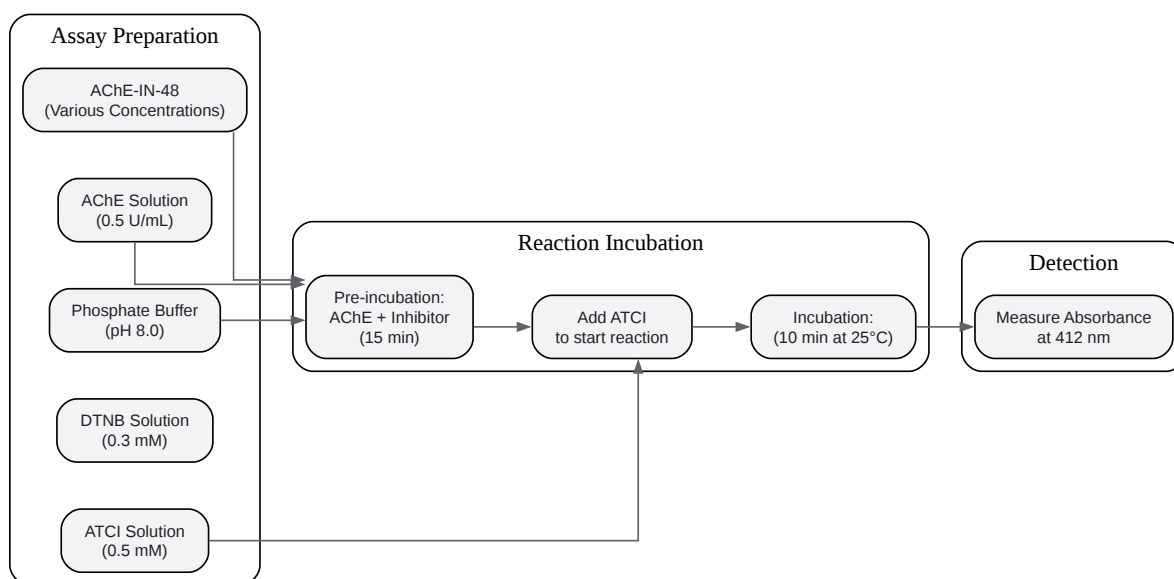 Assay Preparation
AChE-IN-48
(Various Concentrations)
AChE Solution
(0.5 U/mL)
Phosphate Buffer
(pH 8.0)
DTNB Solution
(0.3 mM)
ATCI Solution
(0.5 mM)
Reaction Incubation
Pre-incubation:
AChE + Inhibitor
(15 min)
Add ATCI
to start reaction
Incubation:
(10 min at 25°C)
Detection
Measure Absorbance
at 412 nm